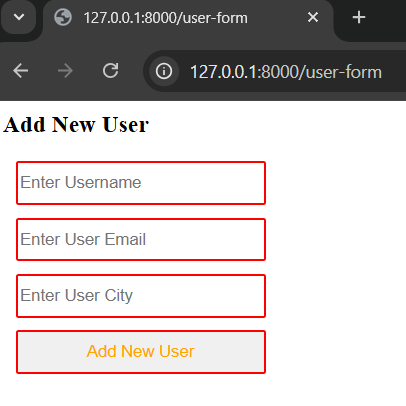 127.0.0.1:8000/user-form
127.0.0.1:8000/user-form
Add New User
Enter Username
Enter User Email
Enter User City
Add New User